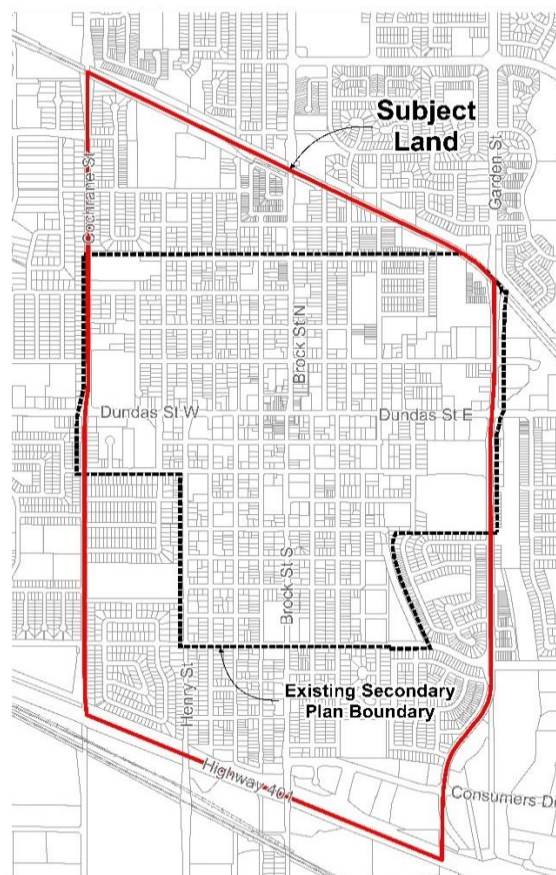 Subject
Land
Garden St
Cochrane St
Brock St N
Dundas St W
Dundas St E
Brock St S
Existing Secondary
Plan Boundary
Henry St
Highway 401
Consumers Dr